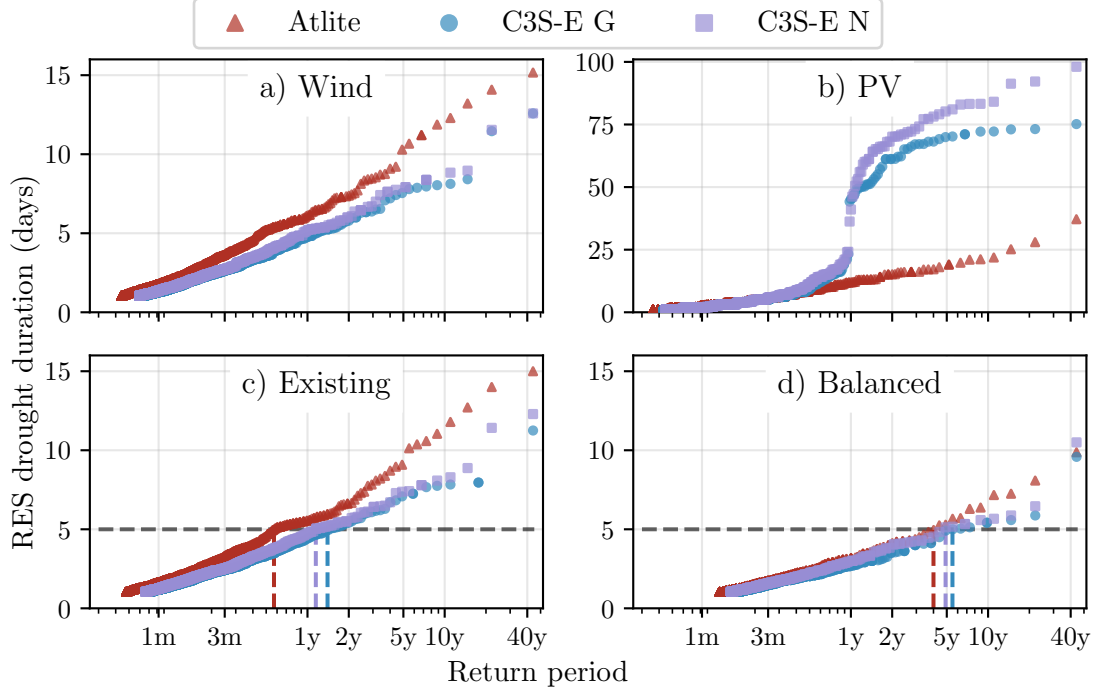 Atlite C3S-E G C3S-E N
a) Wind
15
10
5
0
b) PV
100
75
50
25
0
RES drought duration (days)
c) Existing
15
10
5
0
1m 3m 1y 2y 5y 10y 40y
d) Balanced
15
10
5
0
1m 3m 1y 2y 5y 10y 40y
Return period